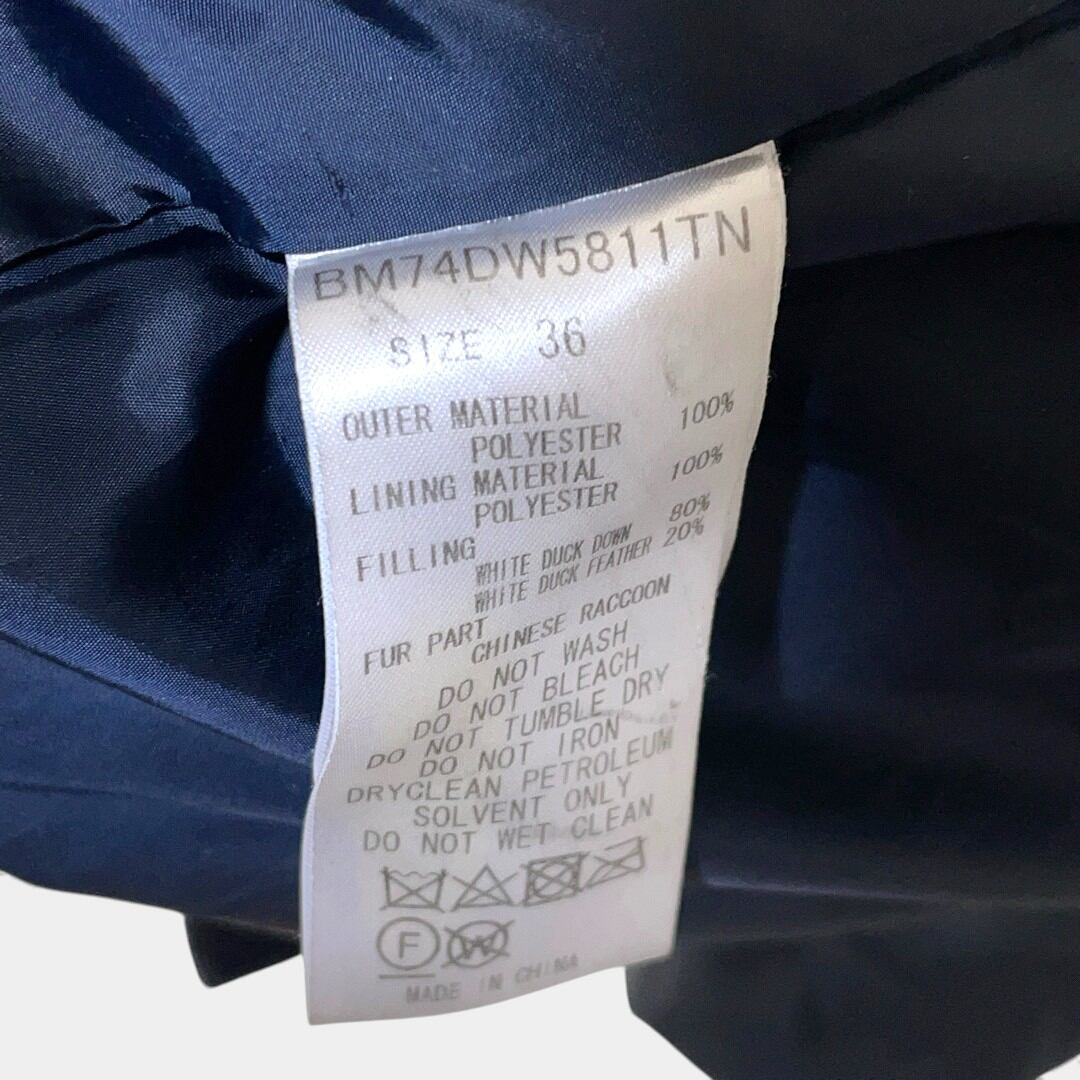 BM74DW5811TN
SIZE 36
OUTER MATERIAL
POLYESTER 100%
LINING MATERIAL
POLYESTER 100%
FILLING
WHITE DUCK DOWN 80%
WHITE DUCK FEATHER 20%
FUR PART
CHINESE RACCOON
DO NOT WASH
DO NOT BLEACH
DO NOT TUMBLE DRY
DO NOT IRON
DRYCLEAN PETROLEUM
SOLVENT ONLY
DO NOT WET CLEAN
F W
MADE IN CHINA